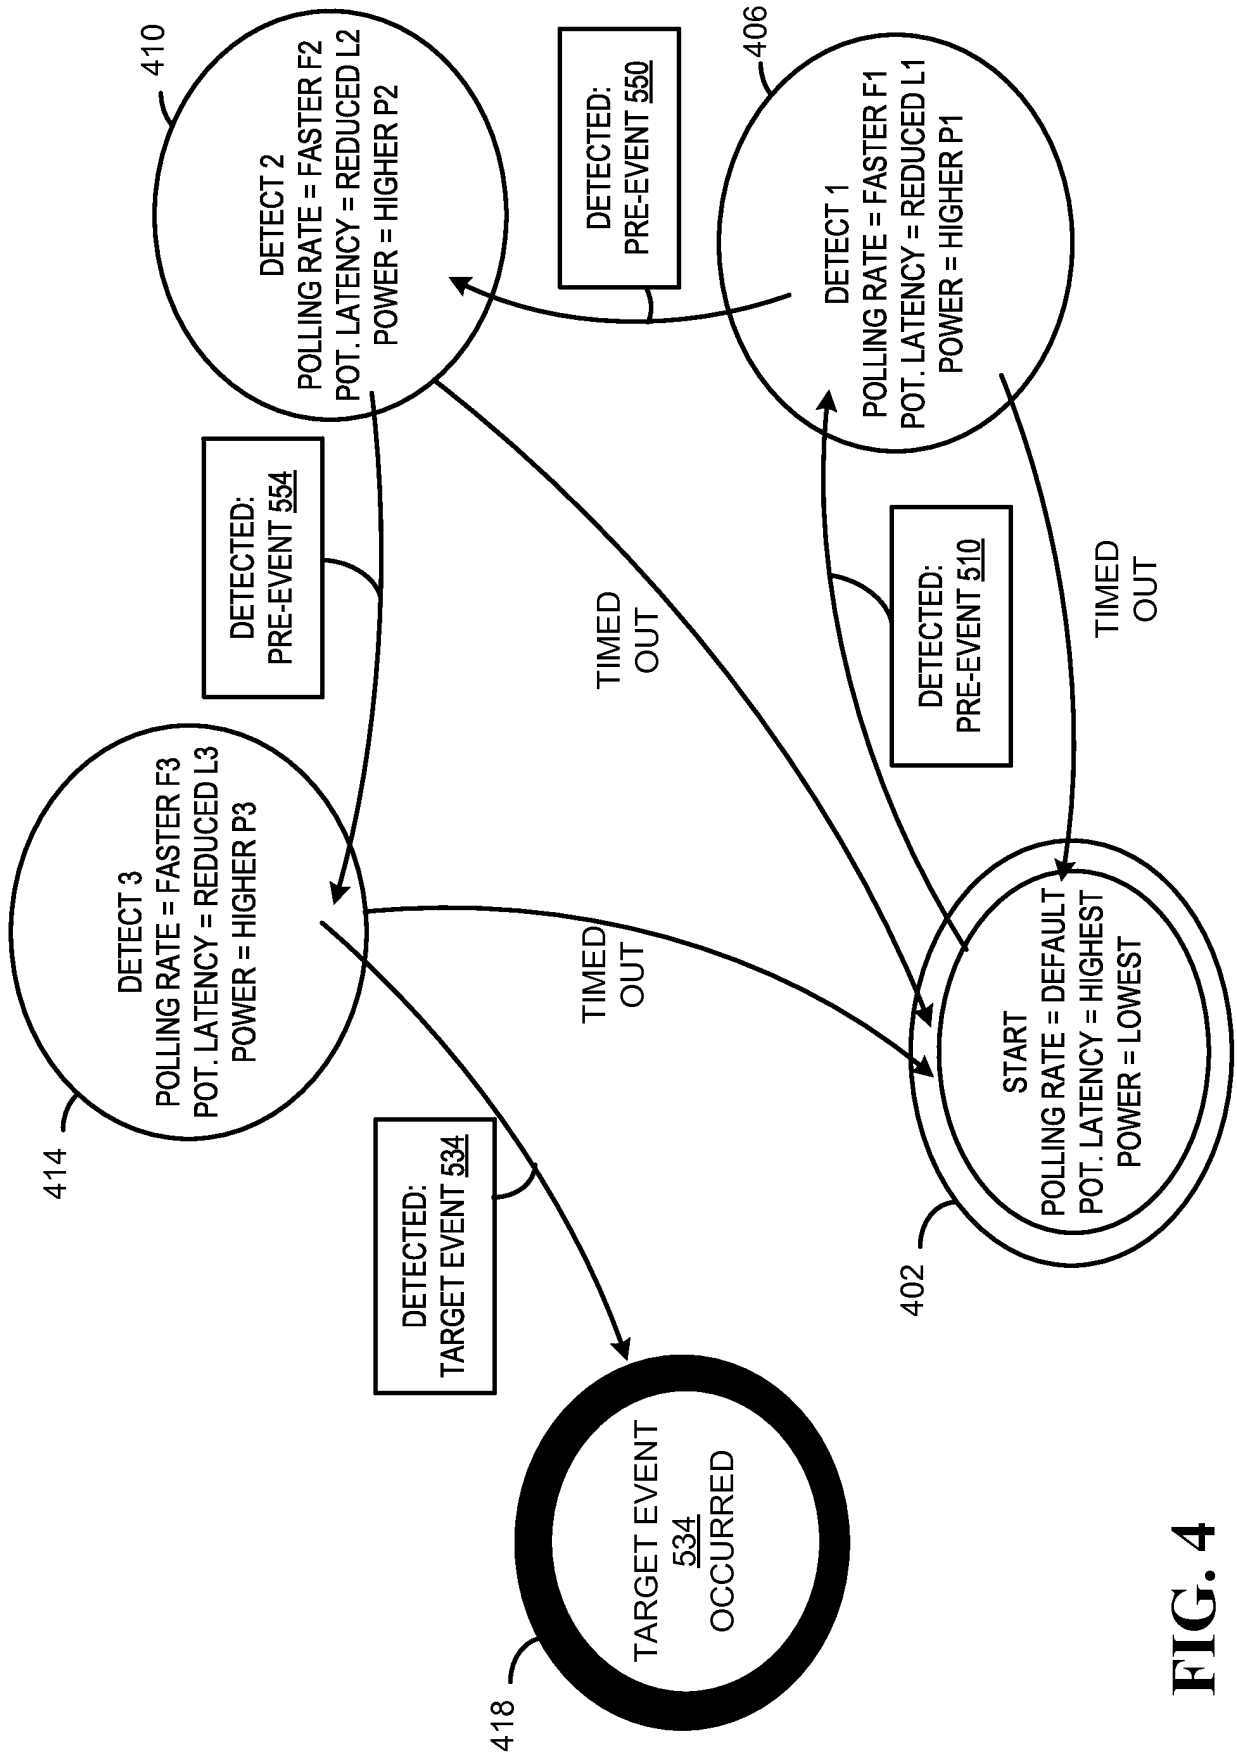 418
TARGET EVENT
534
OCCURRED
DETECTED:
TARGET EVENT 534
414
DETECT 3
POLLING RATE = FASTER F3
POT. LATENCY = REDUCED L3
POWER = HIGHER P3
DETECTED:
PRE-EVENT 554
410
DETECT 2
POLLING RATE = FASTER F2
POT. LATENCY = REDUCED L2
POWER = HIGHER P2
TIMED
OUT
TIMED
OUT
DETECTED:
PRE-EVENT 550
402
START
POLLING RATE = DEFAULT
POT. LATENCY = HIGHEST
POWER = LOWEST
DETECTED:
PRE-EVENT 510
406
DETECT 1
POLLING RATE = FASTER F1
POT. LATENCY = REDUCED L1
POWER = HIGHER P1
TIMED
OUT
FIG. 4